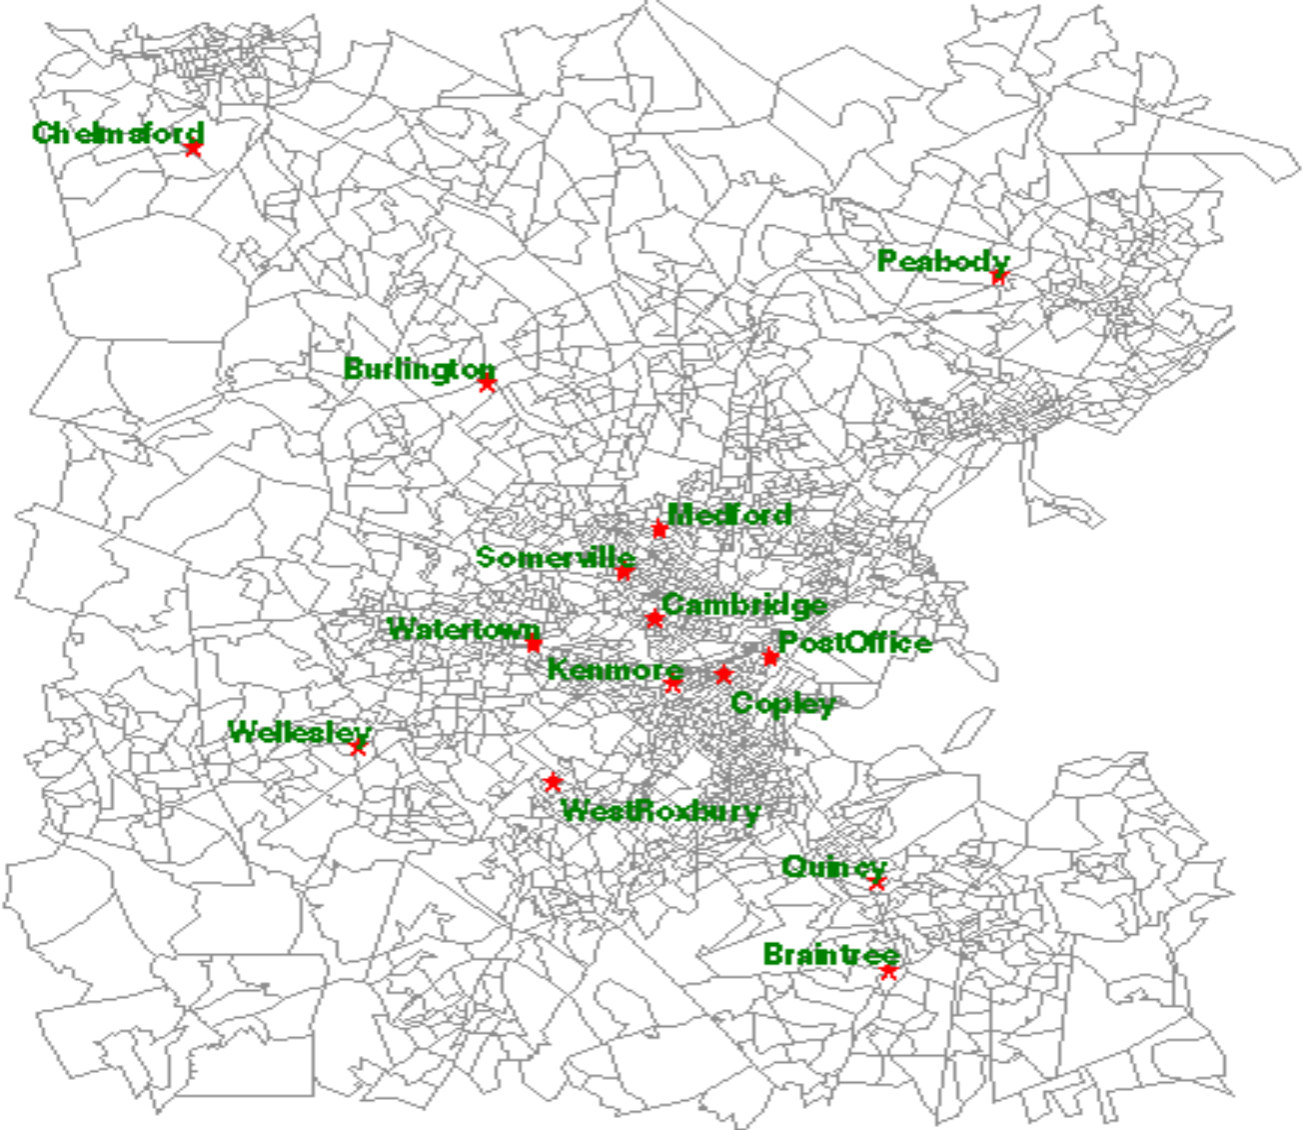 Chelmsford
Peabody
Burlington
Medford
Somerville
Cambridge
Watertown
PostOffice
Kenmore
Copley
Wellesley
WestRoxbury
Quincy
Braintree